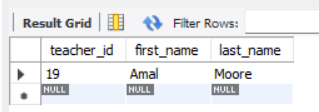 Result Grid Filter Rows:
teacher_id first_name last_name
19 Amal Moore
NULL NULL NULL